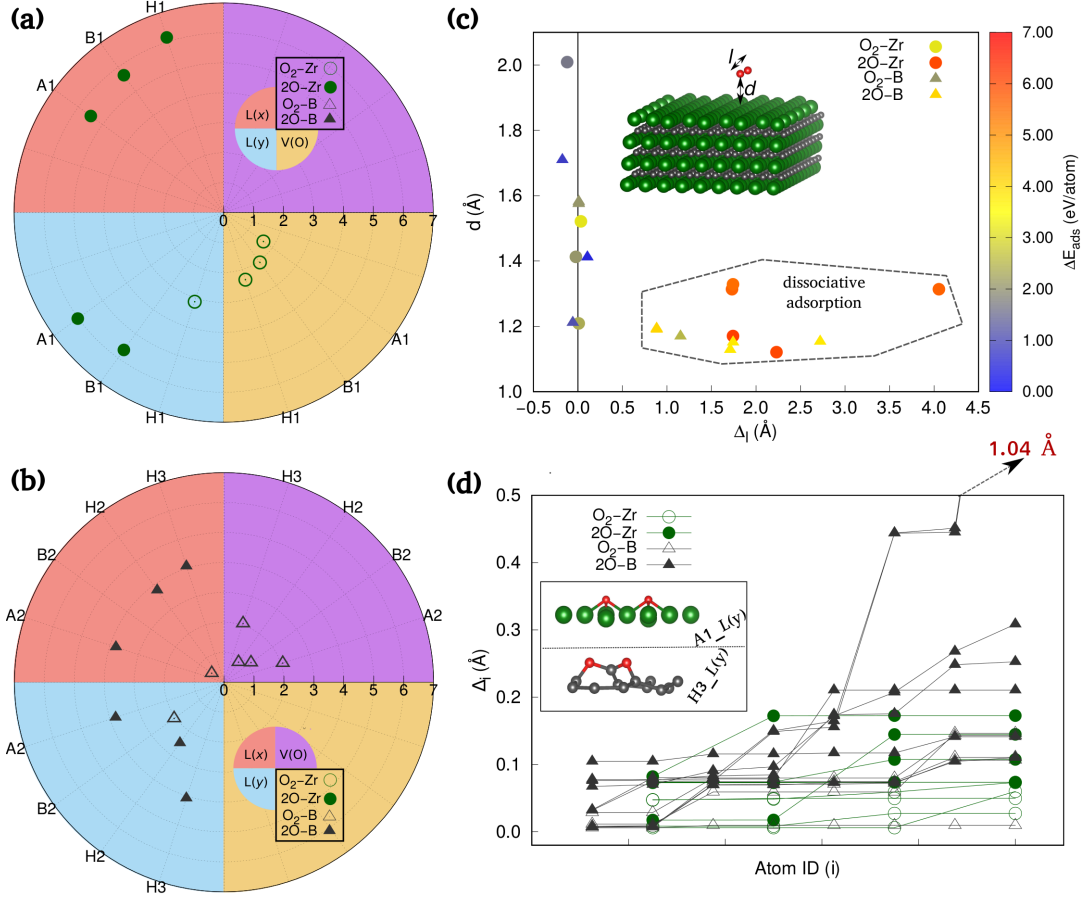 (a)
H1
B1
A1
O2−Zr
2O−Zr
O2−B
2O−B
L(x)
L(y) V(O)
0 1 2 3 4 5 6 7
A1 A1
B1 B1
H1 H1
(b)
H3 H3
H2 H2
B2 B2
A2 A2
0 1 2 3 4 5 6 7
A2
B2
H2
H3
L(x) V(O)
L(y)
O2−Zr
2O−Zr
O2−B
2O−B
(c)
2.0
1.8
1.6
1.4
1.2
1.0
d (Å)
−0.5 0.0 0.5 1.0 1.5 2.0 2.5 3.0 3.5 4.0 4.5
Δl (Å)
l
d
O2−Zr
2O−Zr
O2−B
2O−B
dissociative
adsorption
7.00
6.00
5.00
4.00
3.00
2.00
1.00
0.00
ΔEads (eV/atom)
1.04 Å
(d)
0.5
0.4
0.3
0.2
0.1
0.0
Δi (Å)
O2−Zr
2O−Zr
O2−B
2O−B
A1_L(y)
H3_L(y)
Atom ID (i)